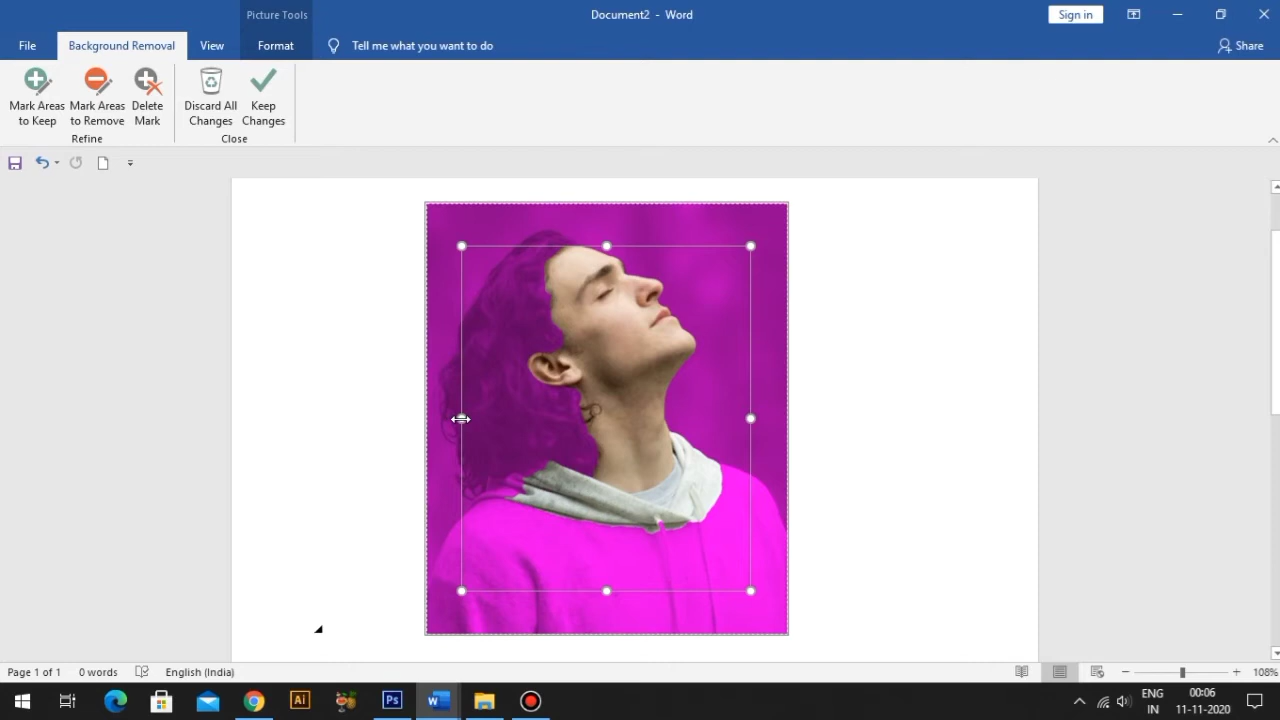 Picture Tools
Document2 - Word
Sign in
File
Background Removal
View
Format
Tell me what you want to do
Share
Mark Areas to Keep
Mark Areas to Remove
Delete Mark
Discard All Changes
Keep Changes
Refine
Close
Page 1 of 1
0 words
English (India)
108%
Ai
Ps
W
ENG
IN
00:06
11-11-2020